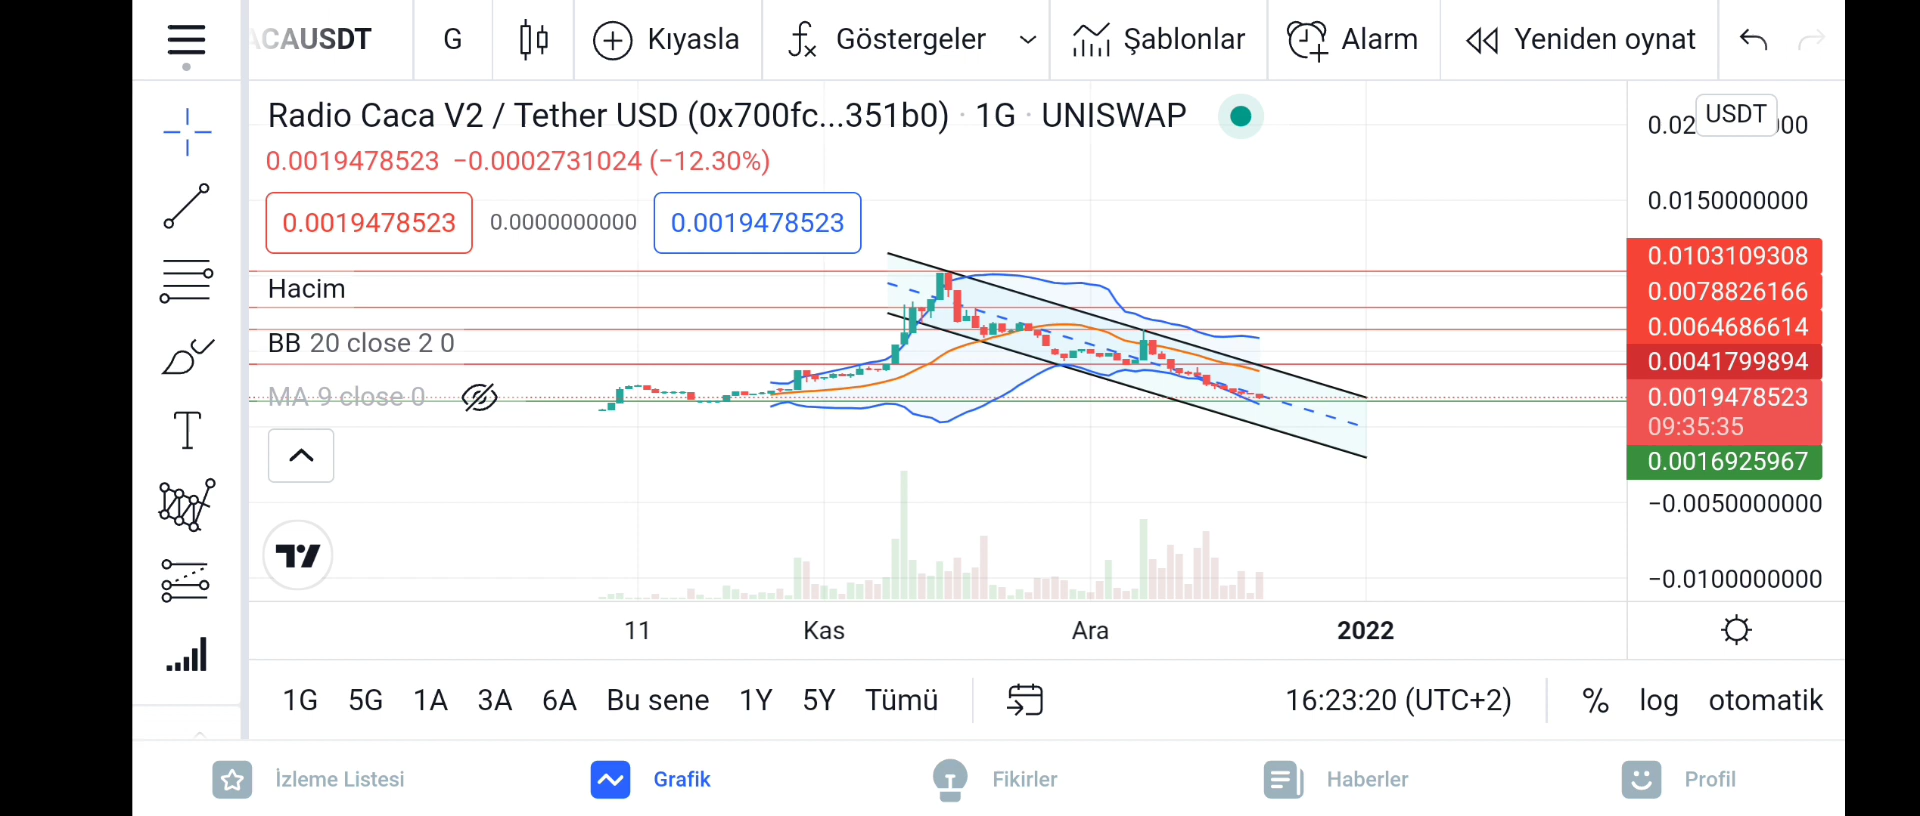 ACAUSDT G Kıyasla Göstergeler Şablonlar Alarm Yeniden oynat
Radio Caca V2 / Tether USD (0x700fc...351b0) · 1G · UNISWAP
0.0019478523 −0.0002731024 (−12.30%)
0.0019478523 0.0000000000 0.0019478523
Hacim
BB 20 close 2 0
MA 9 close 0
USDT
0.0150000000
0.0103109308
0.0078826166
0.0064686614
0.0041799894
0.0019478523
09:35:35
0.0016925967
−0.0050000000
−0.0100000000
11 Kas Ara 2022
1G 5G 1A 3A 6A Bu sene 1Y 5Y Tümü 16:23:20 (UTC+2) % log otomatik
İzleme Listesi Grafik Fikirler Haberler Profil